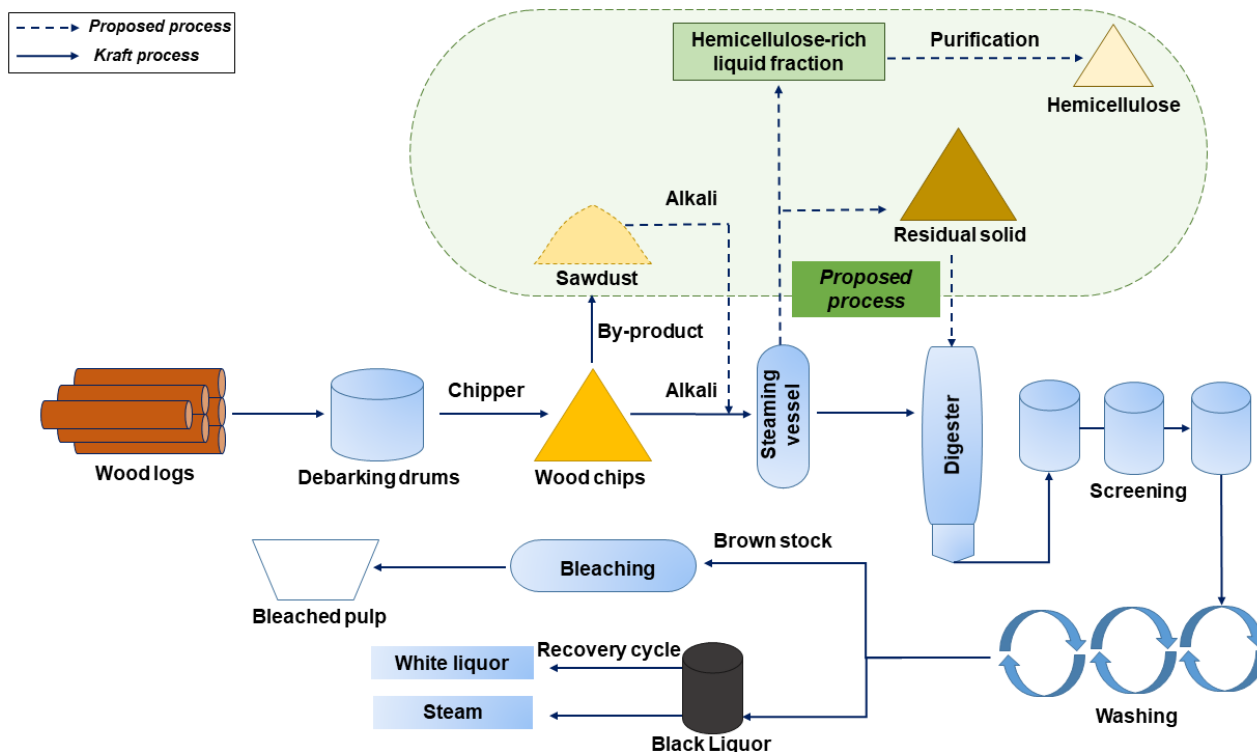 Proposed process
Kraft process
Hemicellulose-rich
liquid fraction
Purification
Hemicellulose
Alkali
Residual solid
Sawdust
Proposed
process
By-product
Chipper
Alkali
Steaming
vessel
Digester
Wood logs
Debarking drums
Wood chips
Screening
Brown stock
Bleaching
Bleached pulp
White liquor
Recovery cycle
Steam
Black Liquor
Washing